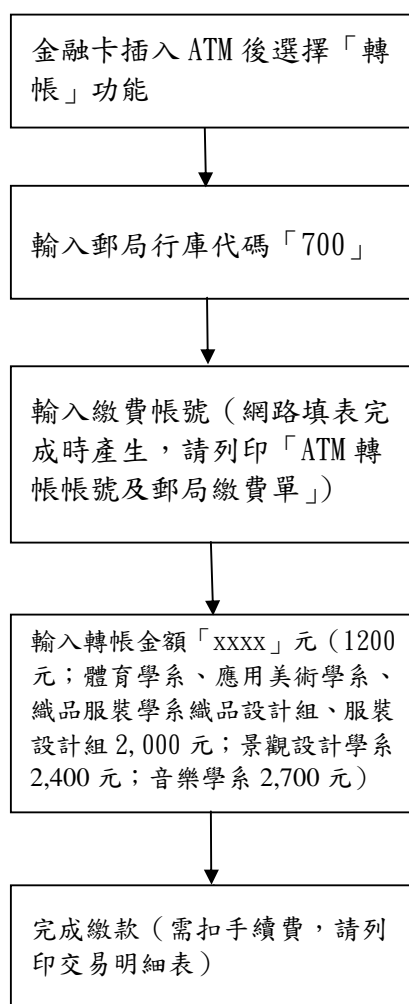 金融卡插入 ATM 後選擇「轉
帳」功能
輸入郵局行庫代碼「700」
輸入繳費帳號（網路填表完
成時產生，請列印「ATM 轉
帳帳號及郵局繳費單」）
輸入轉帳金額「xxxx」元（1200
元；體育學系、應用美術學系、
織品服裝學系織品設計組、服裝
設計組 2,000 元；景觀設計學系
2,400 元；音樂學系 2,700 元）
完成繳款（需扣手續費，請列
印交易明細表）